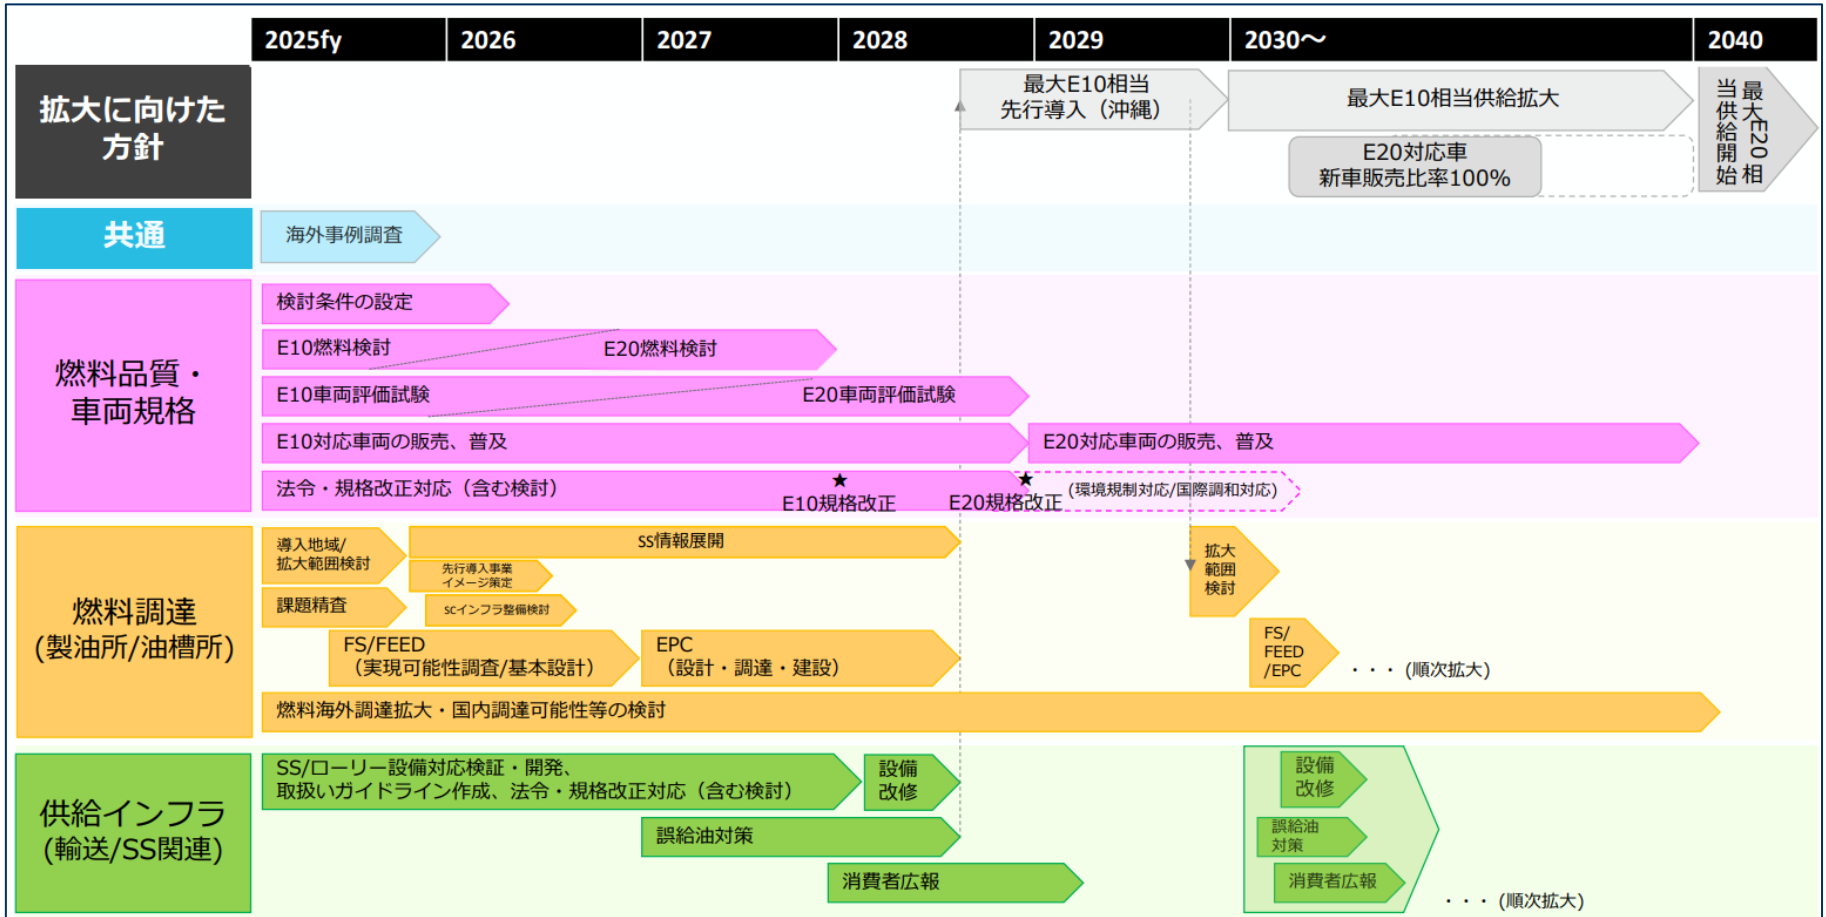 2025fy
2026
2027
2028
2029
2030～
2040
拡大に向けた
方針
最大E10相当
先行導入（沖縄）
最大E10相当供給拡大
E20対応車
新車販売比率100%
最大E20相
当供給開始
共通
海外事例調査
燃料品質・
車両規格
検討条件の設定
E10燃料検討
E20燃料検討
E10車両評価試験
E20車両評価試験
E10対応車両の販売、普及
E20対応車両の販売、普及
法令・規格改正対応（含む検討）
★
E10規格改正
★
E20規格改正
(環境規制対応/国際調和対応)
燃料調達
(製油所/油槽所)
導入地域/
拡大範囲検討
SS情報展開
先行導入事業
イメージ策定
課題精査
SCインフラ整備検討
拡大
範囲
検討
FS/FEED
（実現可能性調査/基本設計）
EPC
（設計・調達・建設）
FS/
FEED
/EPC
・・・ (順次拡大)
燃料海外調達拡大・国内調達可能性等の検討
供給インフラ
(輸送/SS関連)
SS/ローリー設備対応検証・開発、
取扱いガイドライン作成、法令・規格改正対応（含む検討）
設備
改修
誤給油対策
消費者広報
設備
改修
誤給油
対策
消費者広報
・・・ (順次拡大)